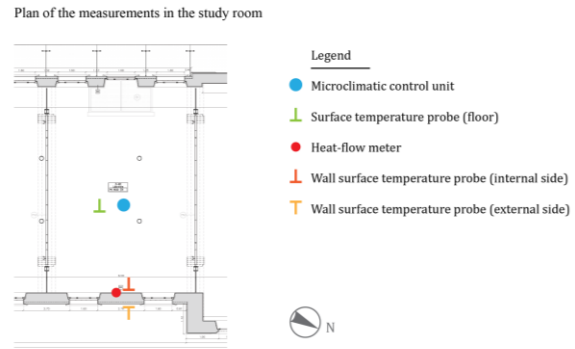 Plan of the measurements in the study room
Legend
Microclimatic control unit
Surface temperature probe (floor)
Heat-flow meter
Wall surface temperature probe (internal side)
Wall surface temperature probe (external side)
N